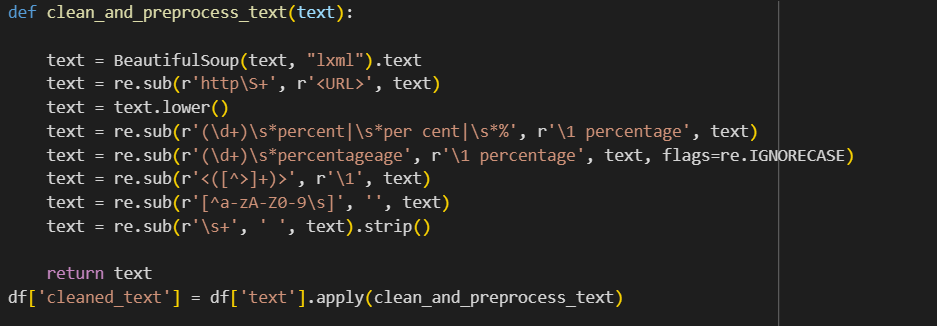 def clean_and_preprocess_text(text):
    text = BeautifulSoup(text, "lxml").text
    text = re.sub(r'http\S+', r'<URL>', text)
    text = text.lower()
    text = re.sub(r'(\d+)\s*percent|\s*per cent|\s*%', r'\1 percentage', text)
    text = re.sub(r'(\d+)\s*percentageage', r'\1 percentage', text, flags=re.IGNORECASE)
    text = re.sub(r'<([^>]+)>', r'\1', text)
    text = re.sub(r'[^a-zA-Z0-9\s]', '', text)
    text = re.sub(r'\s+', ' ', text).strip()
    return text
df['cleaned_text'] = df['text'].apply(clean_and_preprocess_text)